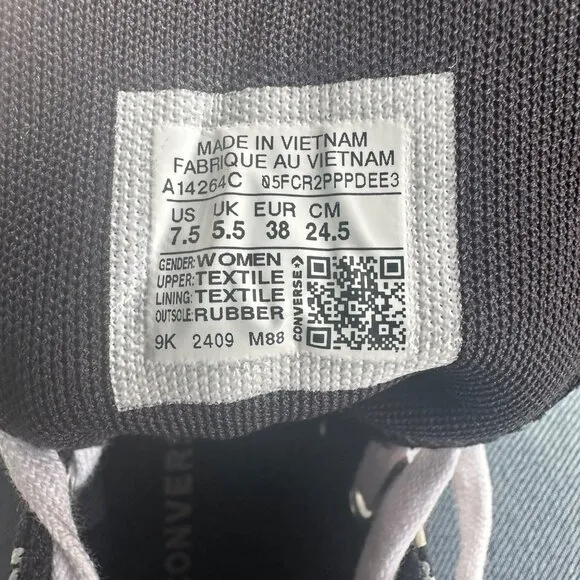 MADE IN VIETNAM
FABRIQUE AU VIETNAM
A14264C 05FCR2PPPDEE3
US UK EUR CM
7.5 5.5 38 24.5
GENDER: WOMEN
UPPER: TEXTILE
LINING: TEXTILE
OUTSOLE: RUBBER
CONVERSE
9K 2409 M88
CONVERSE